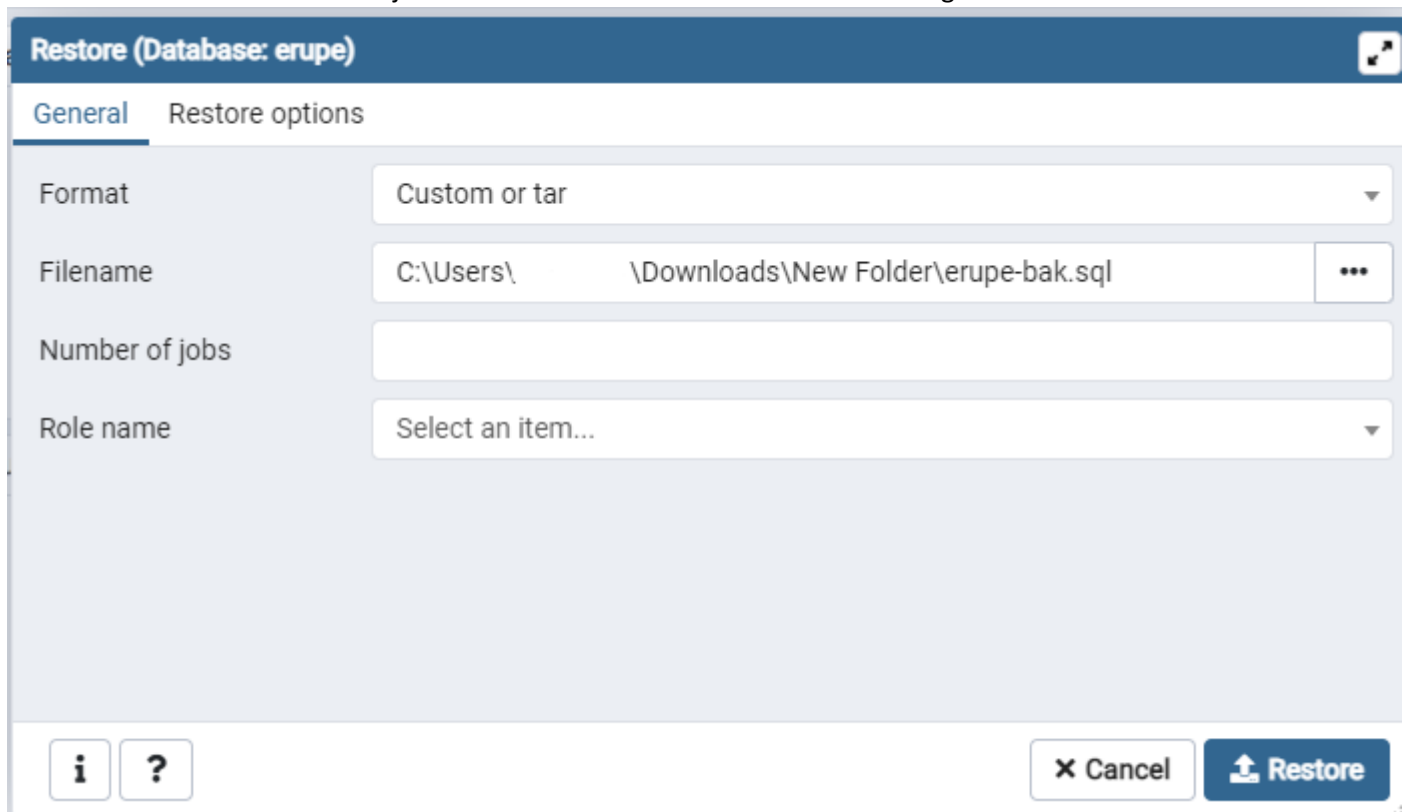 Restore (Database: erupe)
General Restore options
Format Custom or tar
Filename C:\Users\ \Downloads\New Folder\erupe-bak.sql •••
Number of jobs
Role name Select an item...
i ? × Cancel Restore